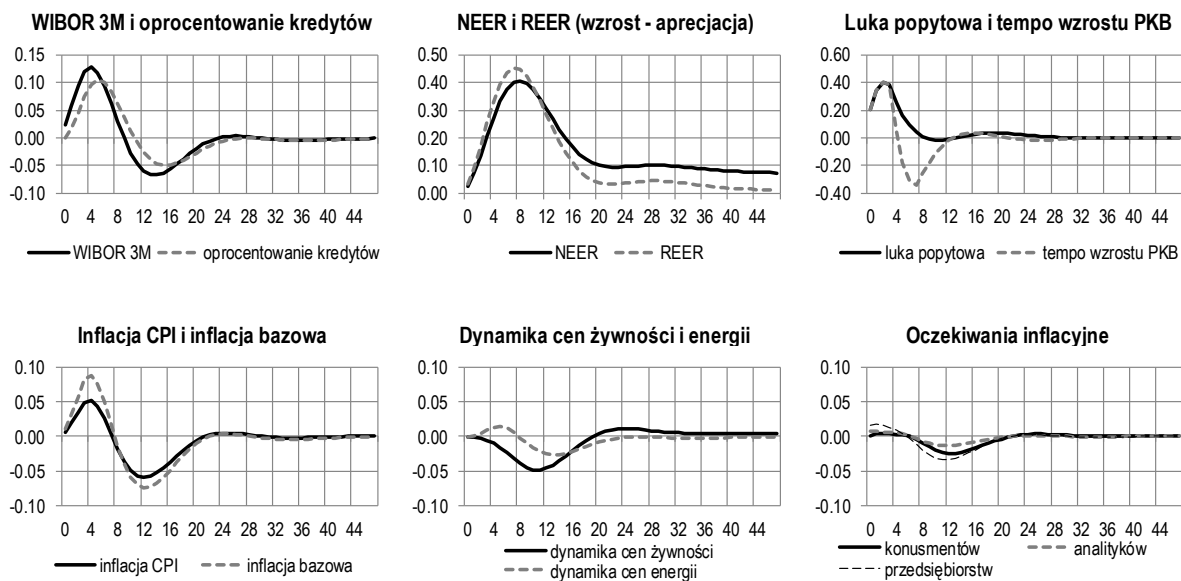 WIBOR 3M i oprocentowanie kredytów
0.15
0.10
0.05
0.00
-0.05
-0.10
0 4 8 12 16 20 24 28 32 36 40 44
WIBOR 3M oprocentowanie kredytów
NEER i REER (wzrost - aprecjacja)
0.50
0.40
0.30
0.20
0.10
0.00
0 4 8 12 16 20 24 28 32 36 40 44
NEER REER
Luka popytowa i tempo wzrostu PKB
0.60
0.40
0.20
0.00
-0.20
-0.40
0 4 8 12 16 20 24 28 32 36 40 44
luka popytowa tempo wzrostu PKB
Inflacja CPI i inflacja bazowa
0.10
0.05
0.00
-0.05
-0.10
0 4 8 12 16 20 24 28 32 36 40 44
inflacja CPI inflacja bazowa
Dynamika cen żywności i energii
0.10
0.05
0.00
-0.05
-0.10
0 4 8 12 16 20 24 28 32 36 40 44
dynamika cen żywności
dynamika cen energii
Oczekiwania inflacyjne
0.10
0.05
0.00
-0.05
-0.10
0 4 8 12 16 20 24 28 32 36 40 44
konusmentów analityków
przedsiębiorstw